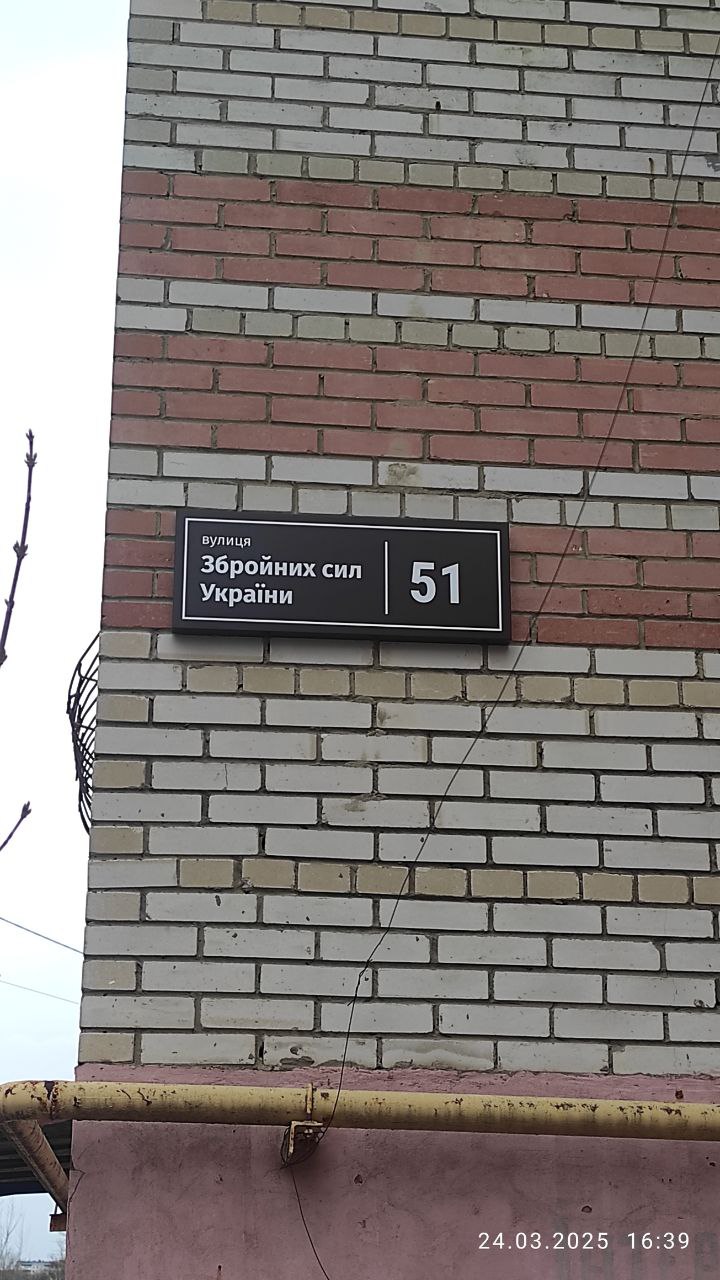 вулиця
Збройних сил
України
51
24.03.2025 16:39